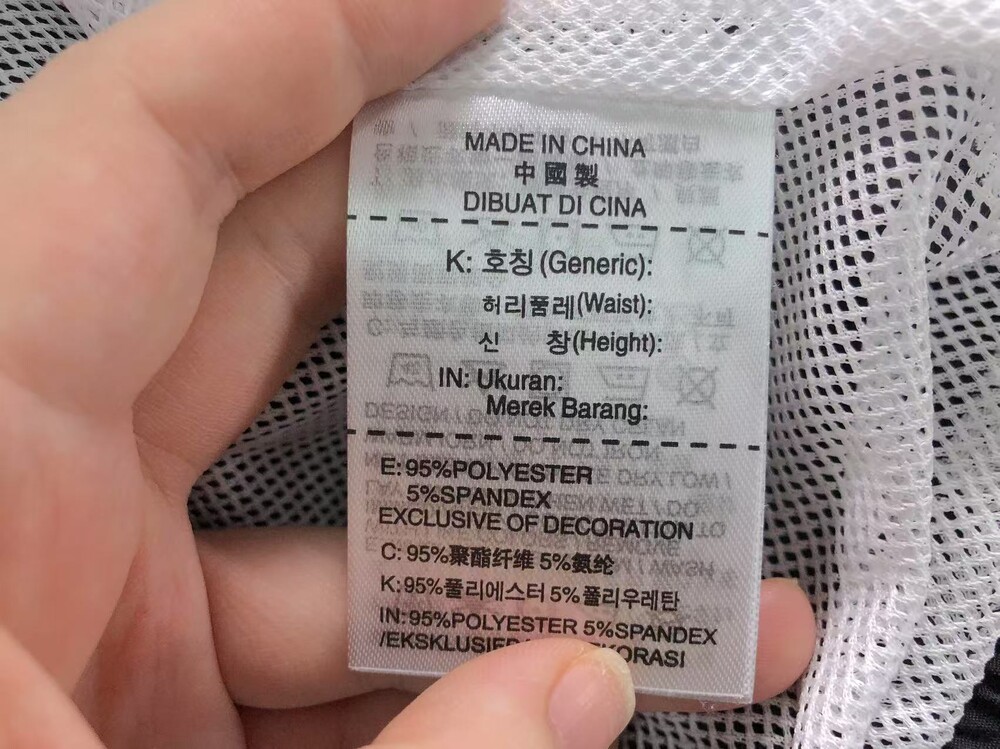 MADE IN CHINA
中國製
DIBUAT DI CINA
K: 호칭 (Generic):
허리품레(Waist):
신 창(Height):
IN: Ukuran:
Merek Barang:
E: 95%POLYESTER
5%SPANDEX
EXCLUSIVE OF DECORATION
C: 95%聚酯纤维 5%氨纶
K: 95%폴리에스터 5% 폴리우레탄
IN: 95%POLYESTER 5%SPANDEX